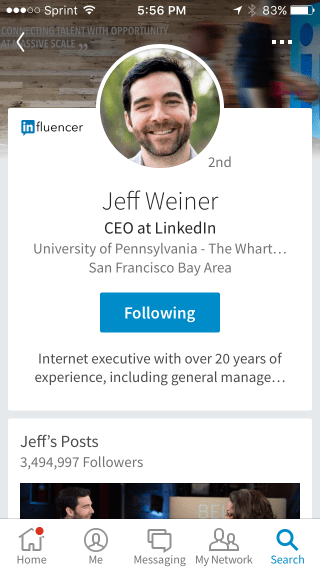 Sprint 5:56 PM 83%
CONNECTING TALENT WITH OPPORTUNITY
AT MASSIVE SCALE
influencer
2nd
Jeff Weiner
CEO at LinkedIn
University of Pennsylvania - The Whart…
San Francisco Bay Area
Following
Internet executive with over 20 years of
experience, including general manage…
Jeff’s Posts
3,494,997 Followers
Home Me Messaging My Network Search